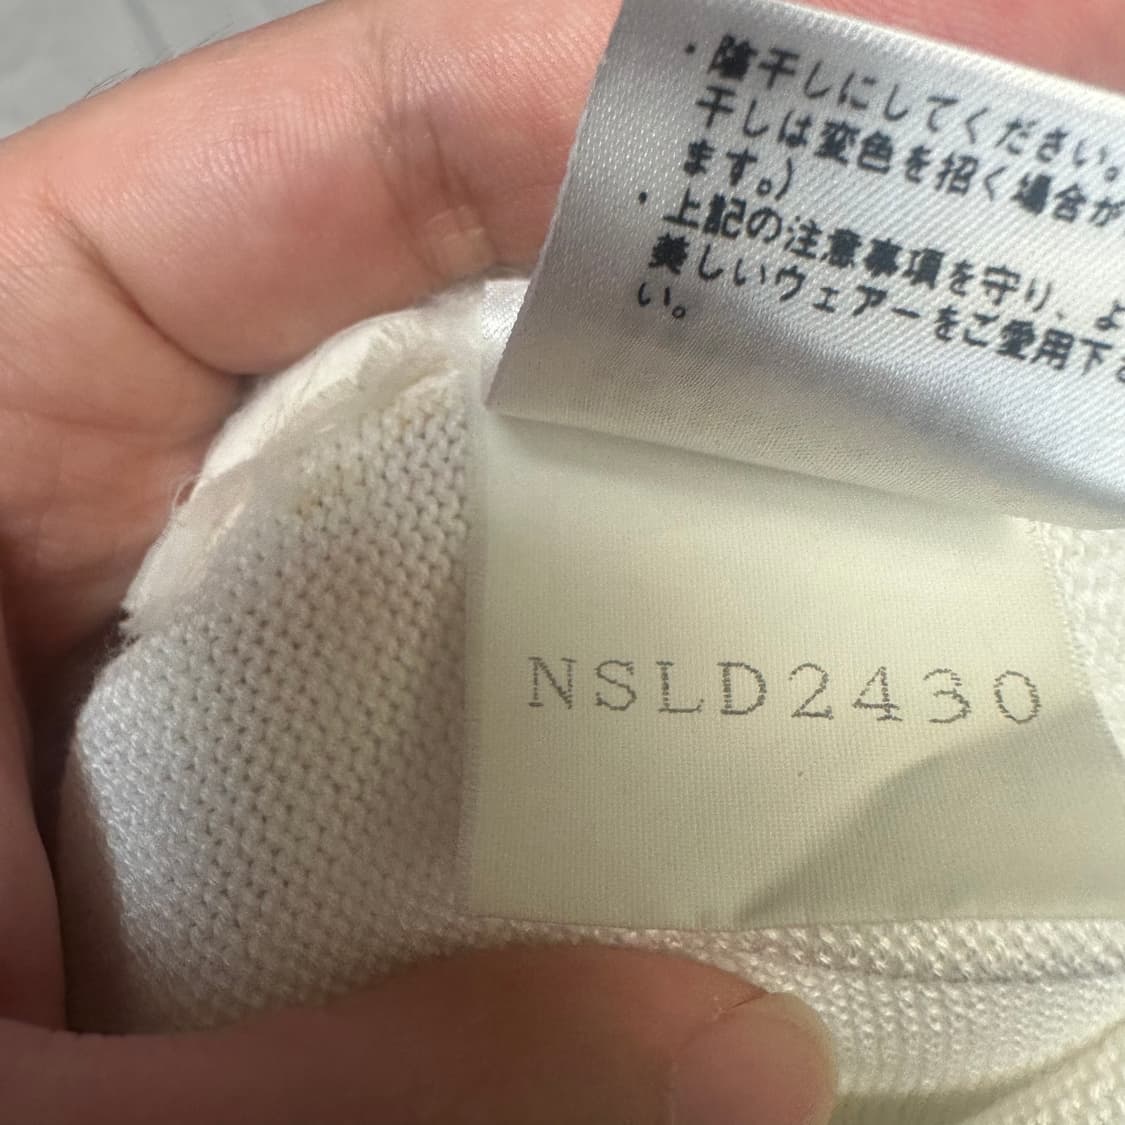 ・陰干しにしてください。
干しは変色を招く場合が
ます。)
・上記の注意事項を守り、よ
美しいウェアーをご愛用下さ
い。
NSLD2430